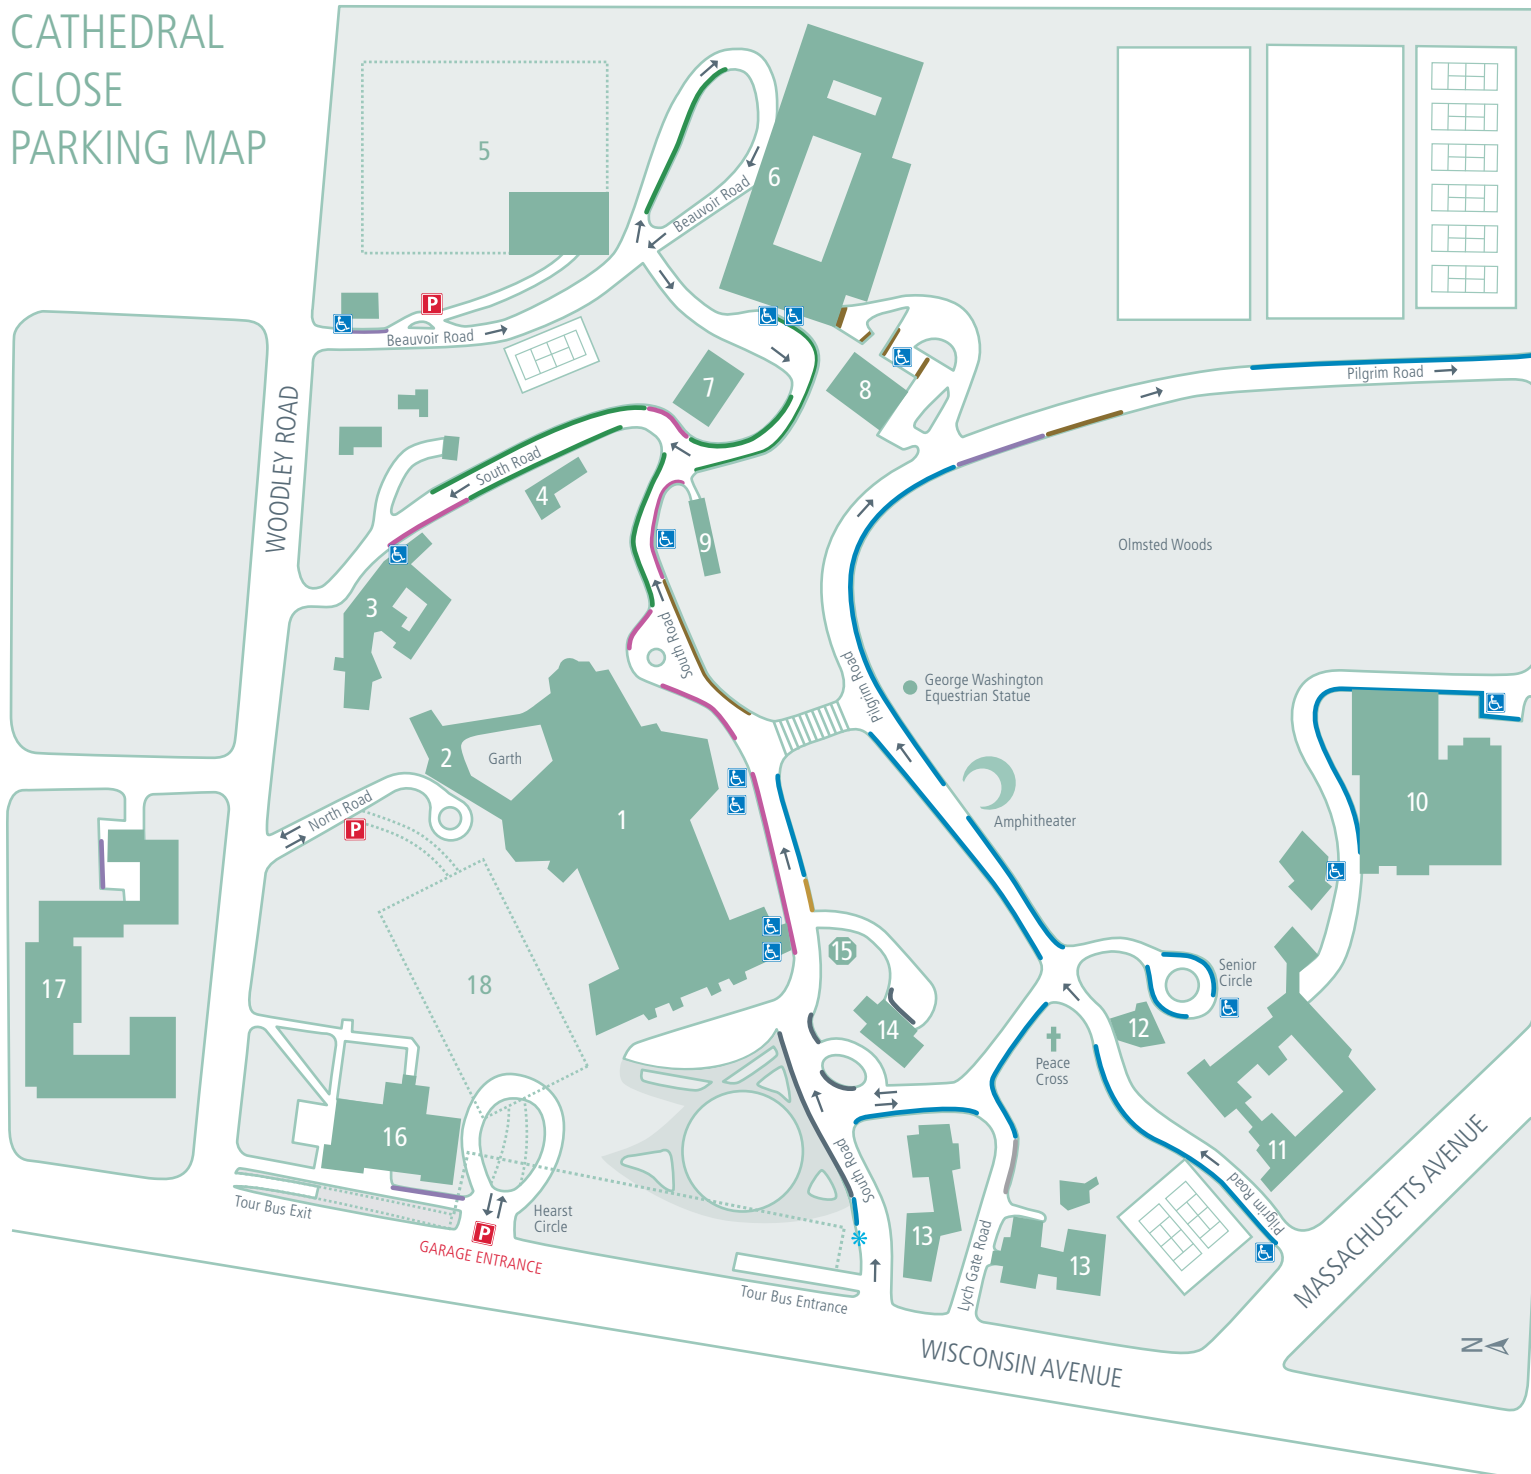 CATHEDRAL
CLOSE
PARKING MAP
5
6
Beauvoir Road
P
Beauvoir Road
7
8
Pilgrim Road
WOODLEY ROAD
South Road
4
9
Olmsted Woods
3
South Road
Pilgrim Road
George Washington
Equestrian Statue
2
Garth
1
North Road
P
Amphitheater
10
15
17
18
Senior
Circle
14
12
Peace
Cross
16
11
South Road
Pilgrim Road
MASSACHUSETTS AVENUE
Tour Bus Exit
Hearst
Circle
P
GARAGE ENTRANCE
13
Lych Gate Road
13
Tour Bus Entrance
WISCONSIN AVENUE
N